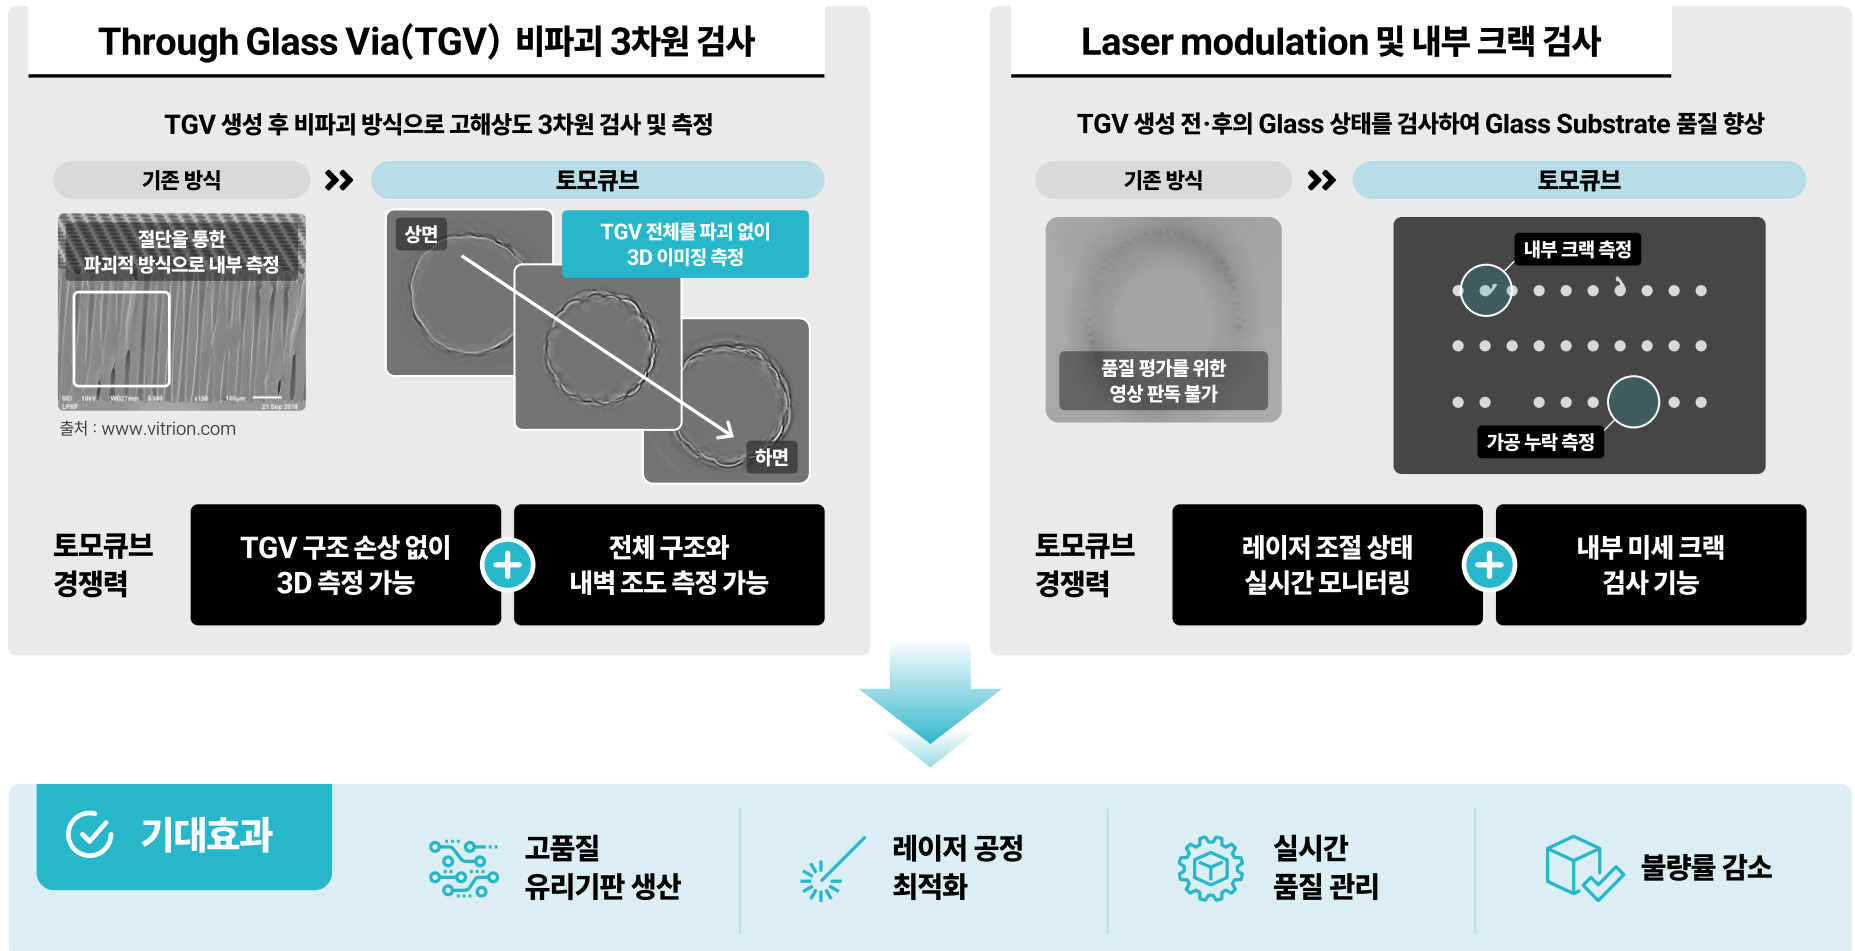 Through Glass Via(TGV) 비파괴 3차원 검사
TGV 생성 후 비파괴 방식으로 고해상도 3차원 검사 및 측정
기존 방식
토모큐브
절단을 통한
파괴적 방식으로 내부 측정
SEI 10kV WD27mm S160 x150 100μm
LPKF 21 Sep 2016
출처 : www.vitrion.com
상면
TGV 전체를 파괴 없이
3D 이미징 측정
하면
토모큐브
경쟁력
TGV 구조 손상 없이
3D 측정 가능
전체 구조와
내벽 조도 측정 가능
Laser modulation 및 내부 크랙 검사
TGV 생성 전·후의 Glass 상태를 검사하여 Glass Substrate 품질 향상
기존 방식
토모큐브
품질 평가를 위한
영상 판독 불가
내부 크랙 측정
가공 누락 측정
토모큐브
경쟁력
레이저 조절 상태
실시간 모니터링
내부 미세 크랙
검사 기능
기대효과
고품질
유리기판 생산
레이저 공정
최적화
실시간
품질 관리
불량률 감소